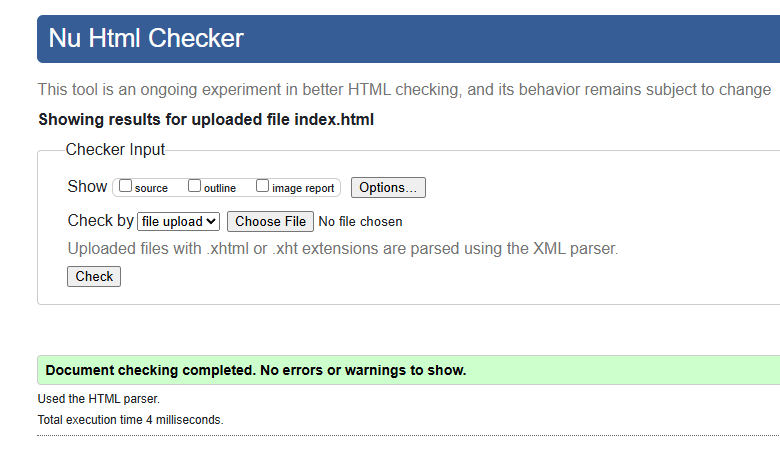 Nu Html Checker
This tool is an ongoing experiment in better HTML checking, and its behavior remains subject to change
Showing results for uploaded file index.html
Checker Input
Show source outline image report Options...
Check by file upload Choose File No file chosen
Uploaded files with .xhtml or .xht extensions are parsed using the XML parser.
Check
Document checking completed. No errors or warnings to show.
Used the HTML parser.
Total execution time 4 milliseconds.